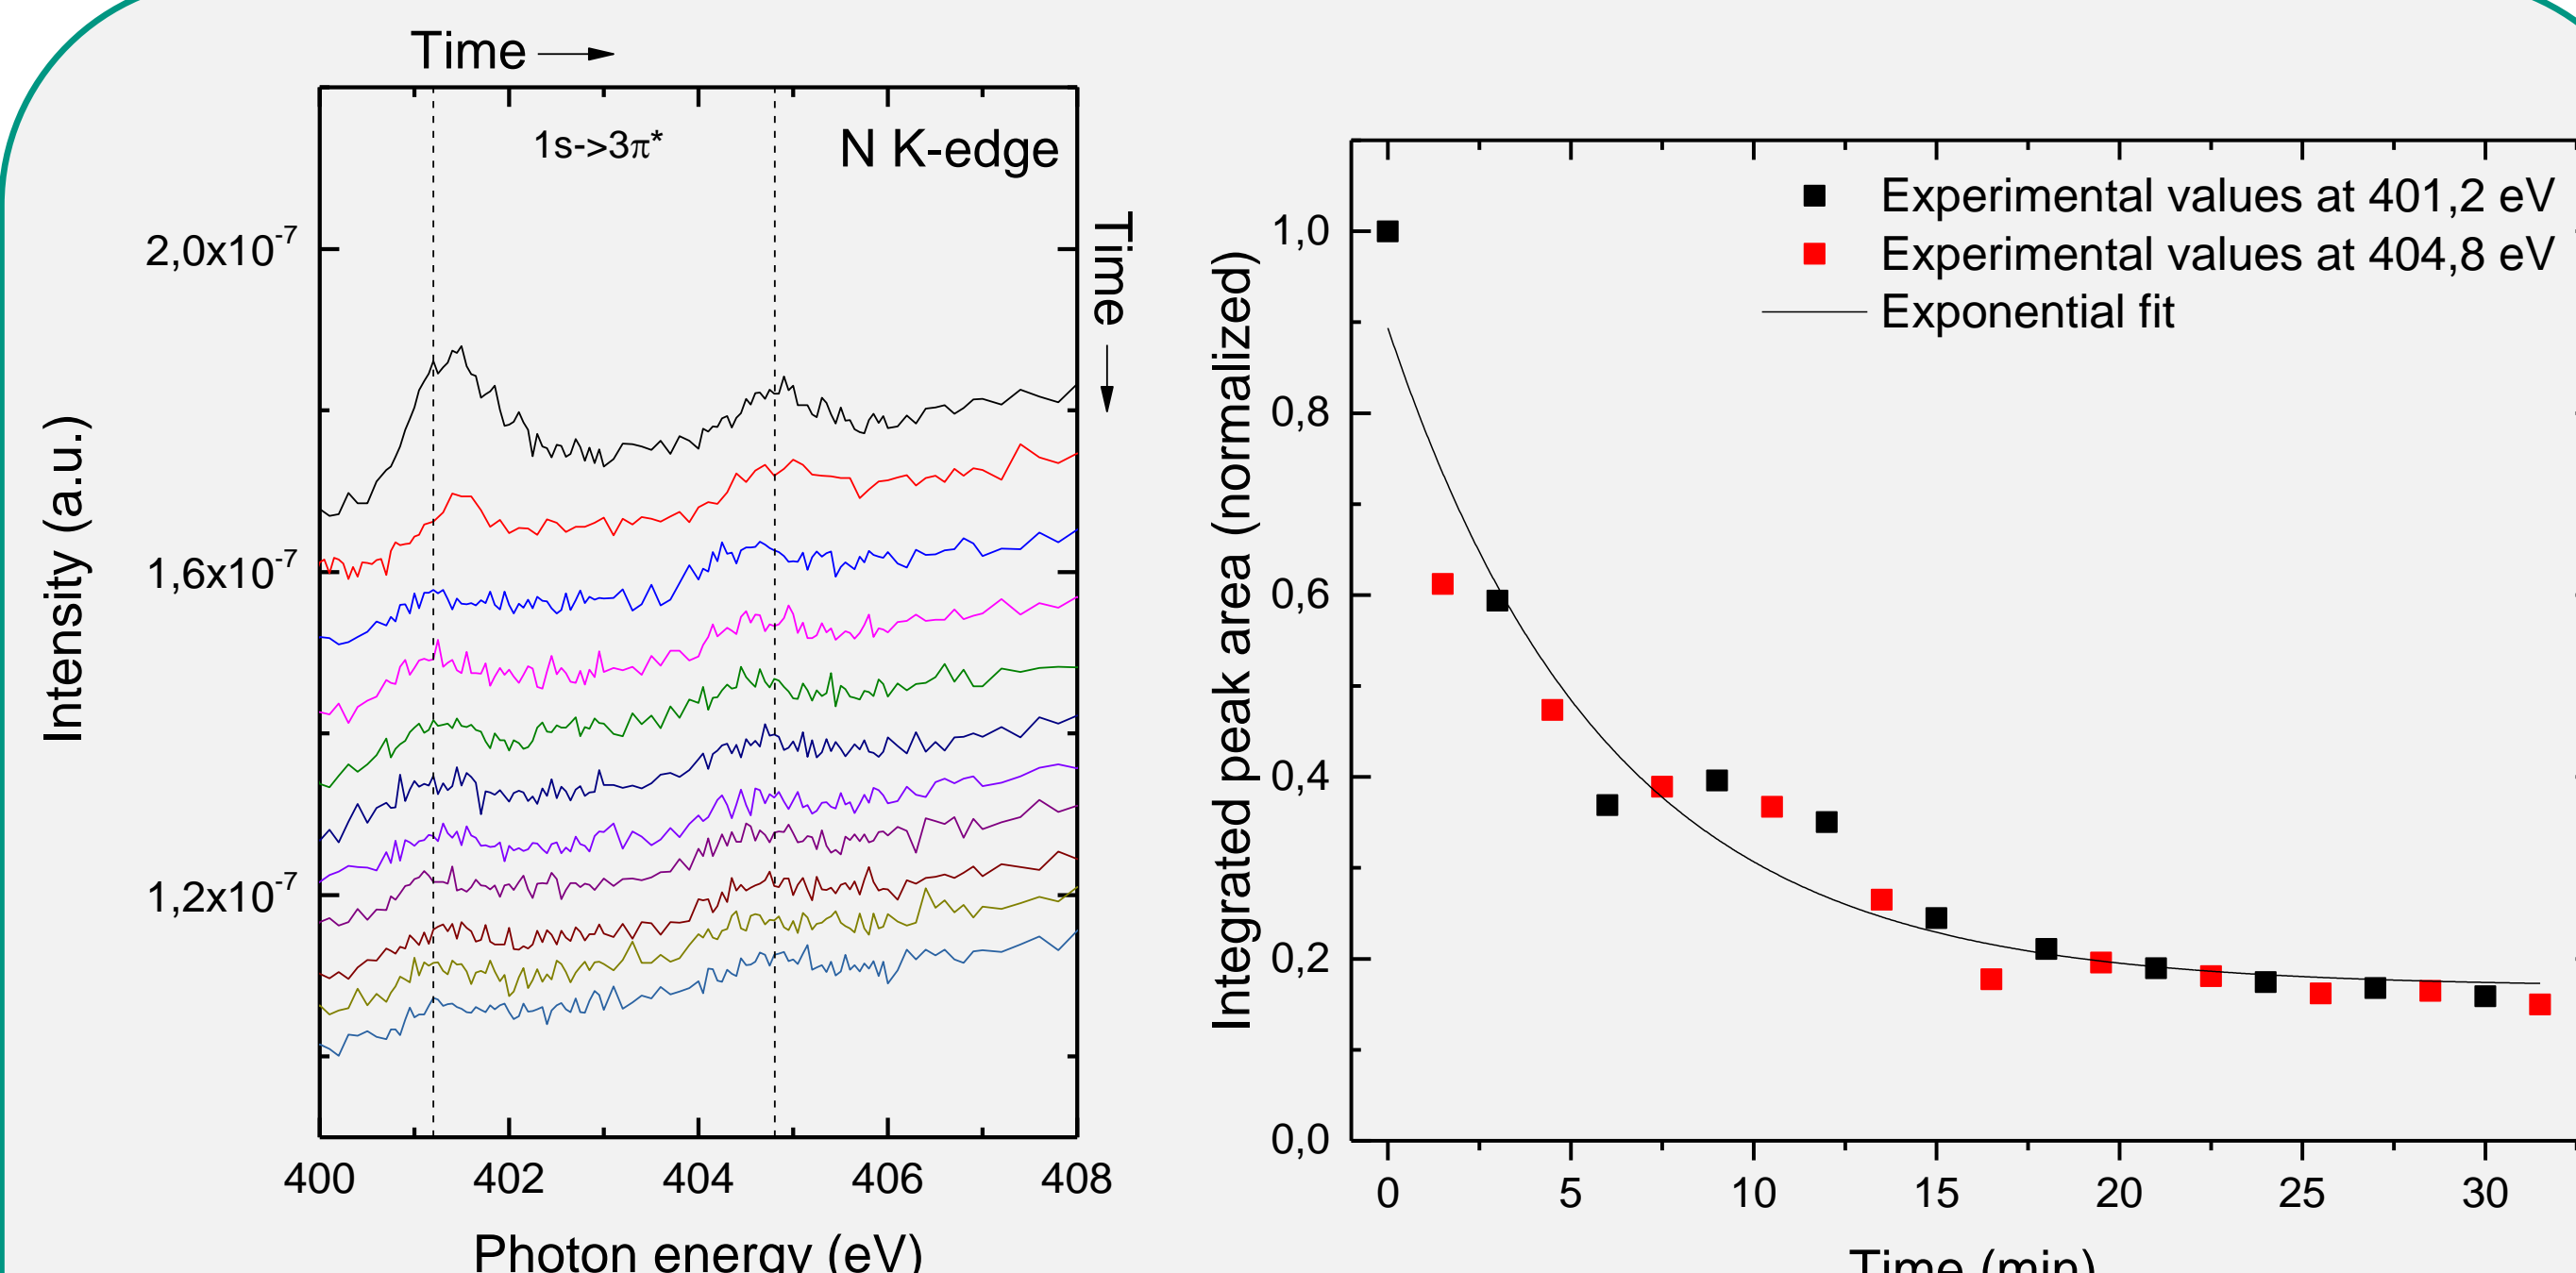 Time
1s->3π*
N K-edge
Time
2,0x10⁻⁷
1,6x10⁻⁷
1,2x10⁻⁷
Intensity (a.u.)
400 402 404 406 408
Photon energy (eV)
Experimental values at 401,2 eV
Experimental values at 404,8 eV
Exponential fit
1,0
0,8
0,6
0,4
0,2
0,0
Integrated peak area (normalized)
0 5 10 15 20 25 30
Time (min)